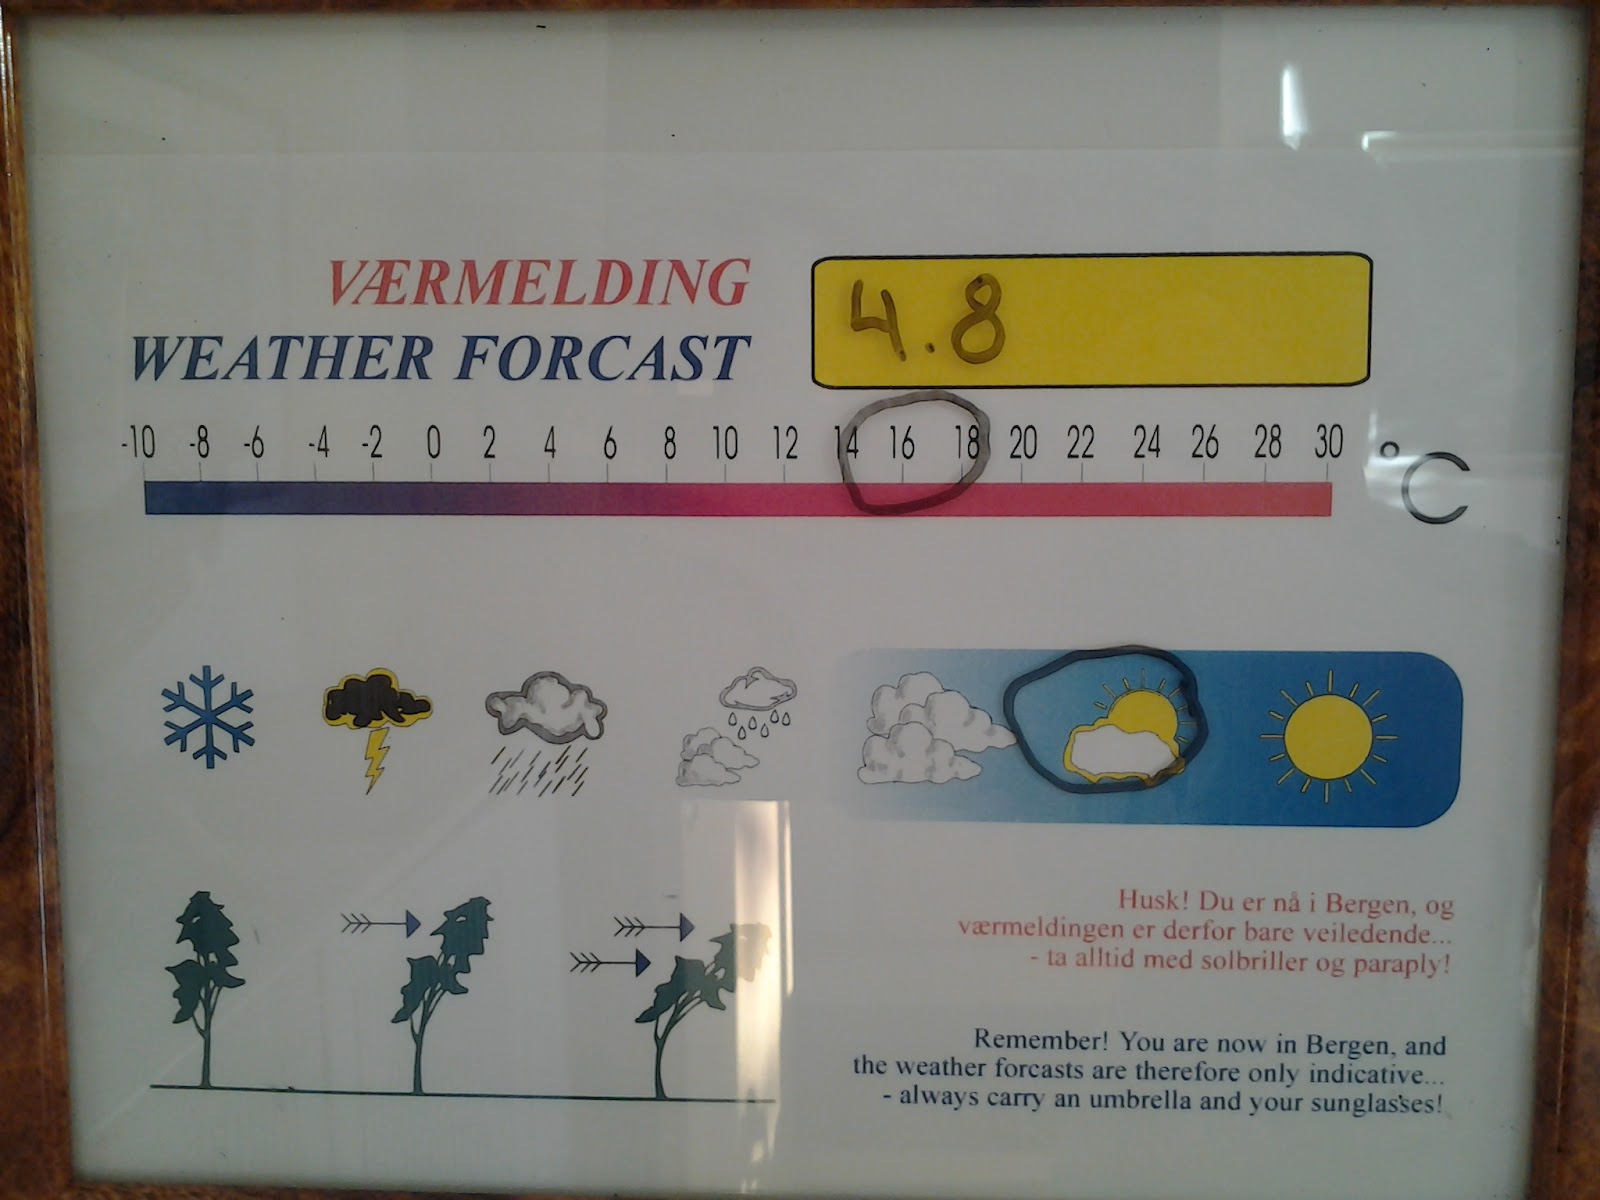 VÆRMELDING
WEATHER FORCAST
4.8
-10 -8 -6 -4 -2 0 2 4 6 8 10 12 14 16 18 20 22 24 26 28 30 °C
Husk! Du er nå i Bergen, og
værmeldingen er derfor bare veiledende...
- ta alltid med solbriller og paraply!
Remember! You are now in Bergen, and
the weather forcasts are therefore only indicative...
- always carry an umbrella and your sunglasses!